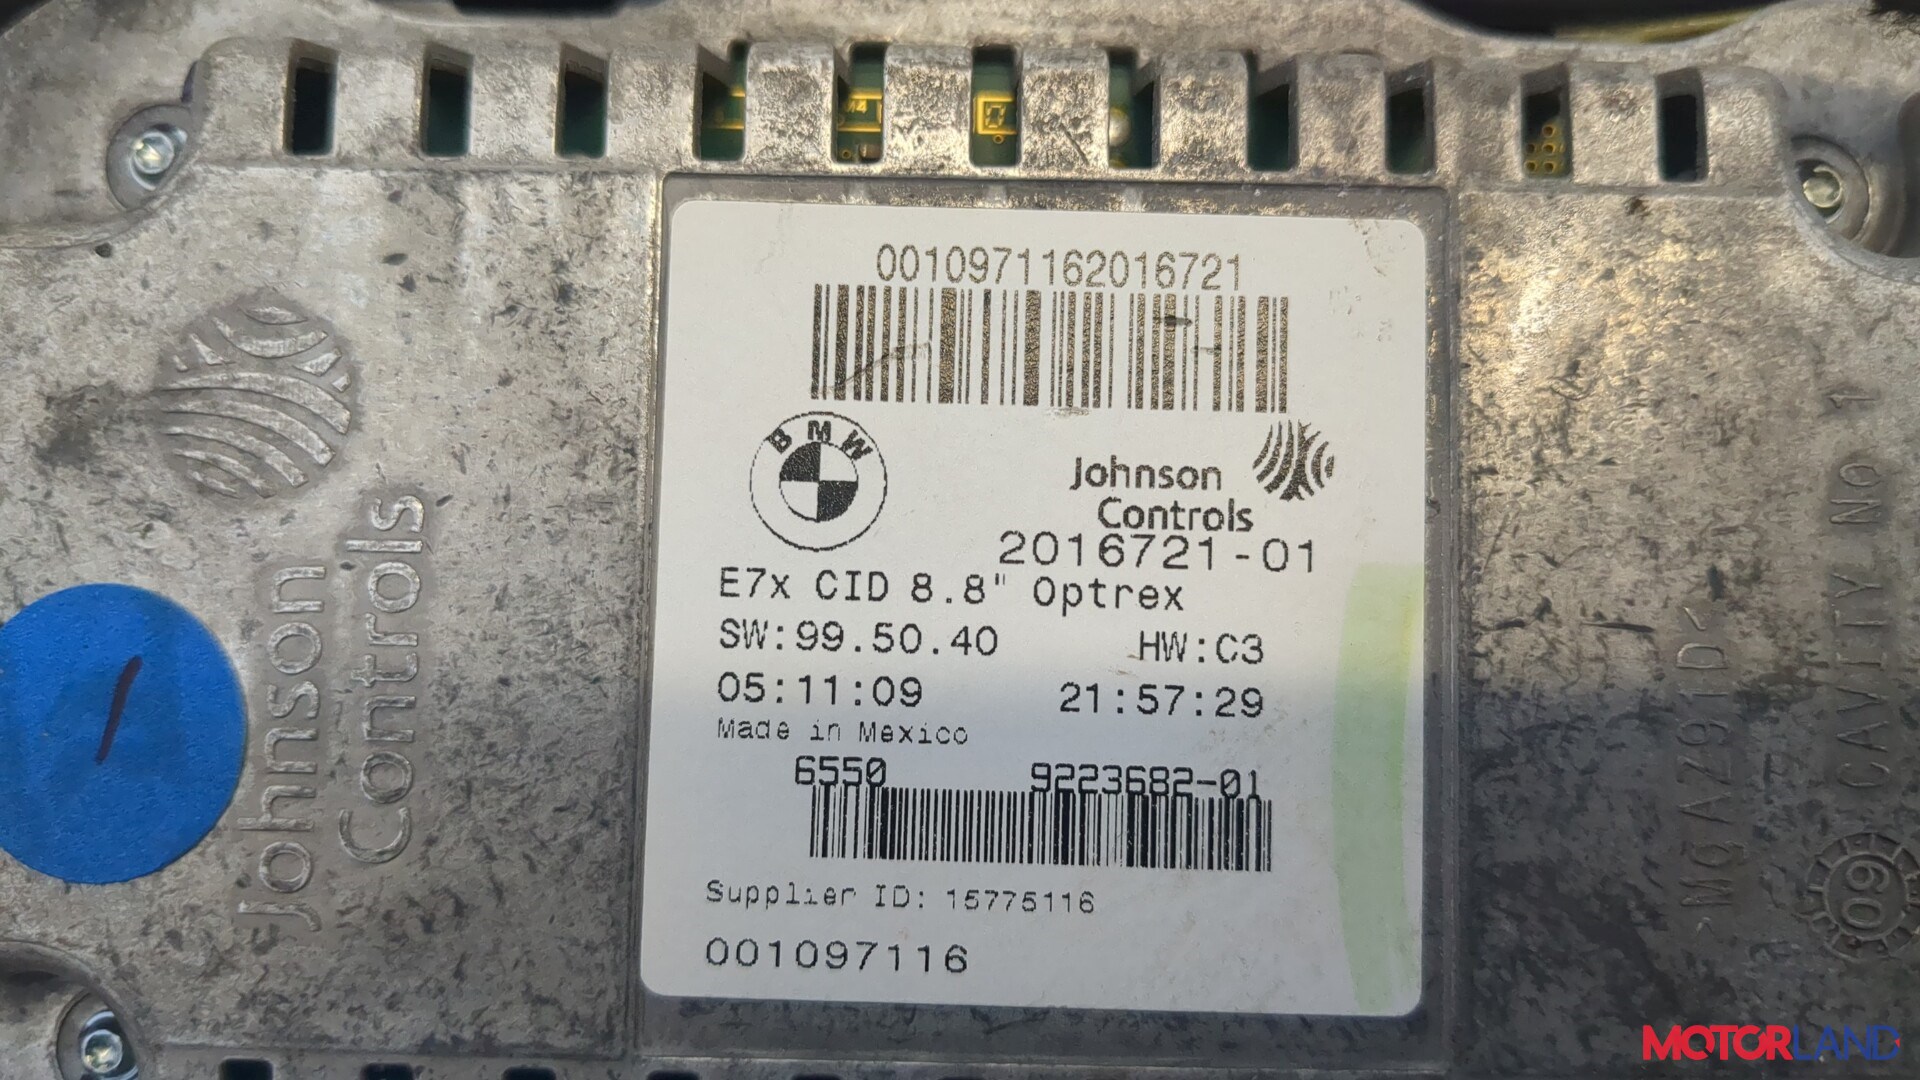 0010971162016721
BMW
Johnson
Controls
2016721-01
E7x CID 8.8" Optrex
SW:99.50.40 HW:C3
05:11:09 21:57:29
Made in Mexico
6550 9223682-01
Supplier ID: 15775116
001097116
Johnson
Controls
>MGAZ91D<
CAVITY No 1
09
MOTORLAND